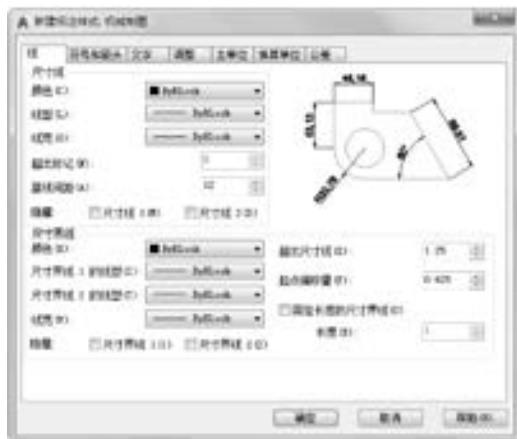 新建标注样式: 机械制图
线 符号和箭头 文字 调整 主单位 换算单位 公差
尺寸线
颜色(C): ByBlock
线型(L): ByBlock
线宽(G): ByBlock
超出标记(N):
基线间距(A): 12
隐藏: 尺寸线 1(M) 尺寸线 2(D)
尺寸界线
颜色(R): ByBlock
尺寸界线 1 的线型(I): ByBlock
尺寸界线 2 的线型(T): ByBlock
线宽(W): ByBlock
隐藏: 尺寸界线 1(1) 尺寸界线 2(2)
超出尺寸线(X): 1.25
起点偏移量(F): 0.625
固定长度的尺寸界线(O)
长度(E): 1
确定 取消 帮助(H)